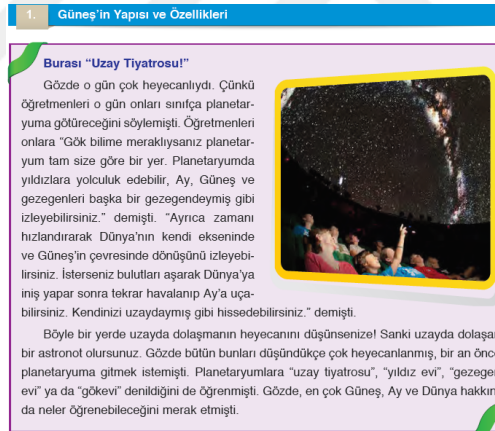 1. Güneş’in Yapısı ve Özellikleri
Burası “Uzay Tiyatrosu!”
Gözde o gün çok heyecanlıydı. Çünkü
öğretmenleri o gün onları sınıfça planetar-
yuma götüreceğini söylemişti. Öğretmenleri
onlara “Gök bilime meraklıysanız planetar-
yum tam size göre bir yer. Planetaryumda
yıldızlara yolculuk edebilir, Ay, Güneş ve
gezegenleri başka bir gezegendeymiş gibi
izleyebilirsiniz.” demişti. “Ayrıca zamanı
hızlandırarak Dünya’nın kendi ekseninde
ve Güneş’in çevresinde dönüşünü izleyebi-
lirsiniz. İsterseniz bulutları aşarak Dünya’ya
iniş yapar sonra tekrar havalanıp Ay’a uça-
bilirsiniz. Kendinizi uzaydaymış gibi hissedebilirsiniz.” demişti.
Böyle bir yerde uzayda dolaşmanın heyecanını düşünsenize! Sanki uzayda dolaşa
bir astronot olursunuz. Gözde bütün bunları düşündükçe çok heyecanlanmış, bir an önc
planetaryuma gitmek istemişti. Planetaryumlara “uzay tiyatrosu”, “yıldız evi”, “gezege
evi” ya da “gökevi” denildiğini de öğrenmişti. Gözde, en çok Güneş, Ay ve Dünya hakkın
da neler öğrenebileceğini merak etmişti.